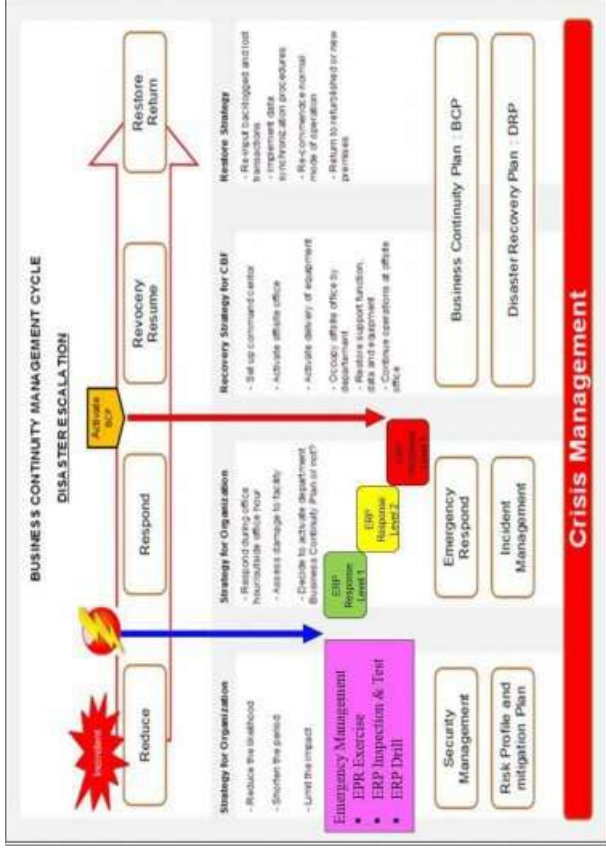 BUSINESS CONTINUITY MANAGEMENT CYCLE
DISASTER ESCALATION
Incident
Activate
BCP
Reduce
Respond
Revocery
Resume
Restore
Return
Strategy for Organization
- Reduce the likelihood
- Shorten the period
- Limit the impact
Strategy for Organization
- Respond during office
hour/outside office hour
- Assess damage to facility
- Decide to activate department
Business Continuity Plan or not?
Recovery Strategy for CBF
- Set up command center
- Activate offsite office
- Activate delivery of equipment
- Occupy offsite office by
departement
- Restore support function,
data and equipment
- Continue operations at offsite
office
Restore Strategy
- Re-input backlogged and lost
transactions
- Implement data
synchronization procedures
- Re-commendce normal
mode of operation
- Return to refurbished or new
premises
Emergency Management
• EPR Exercise
• ERP Inspection & Test
• ERP Drill
ERP
Response
Level 1
ERP
Response
Level 2
ERP
Response
Security
Management
Risk Profile and
mitigation Plan
Emergency
Respond
Incident
Management
Business Continuity Plan : BCP
Disaster Recovery Plan : DRP
Crisis Management